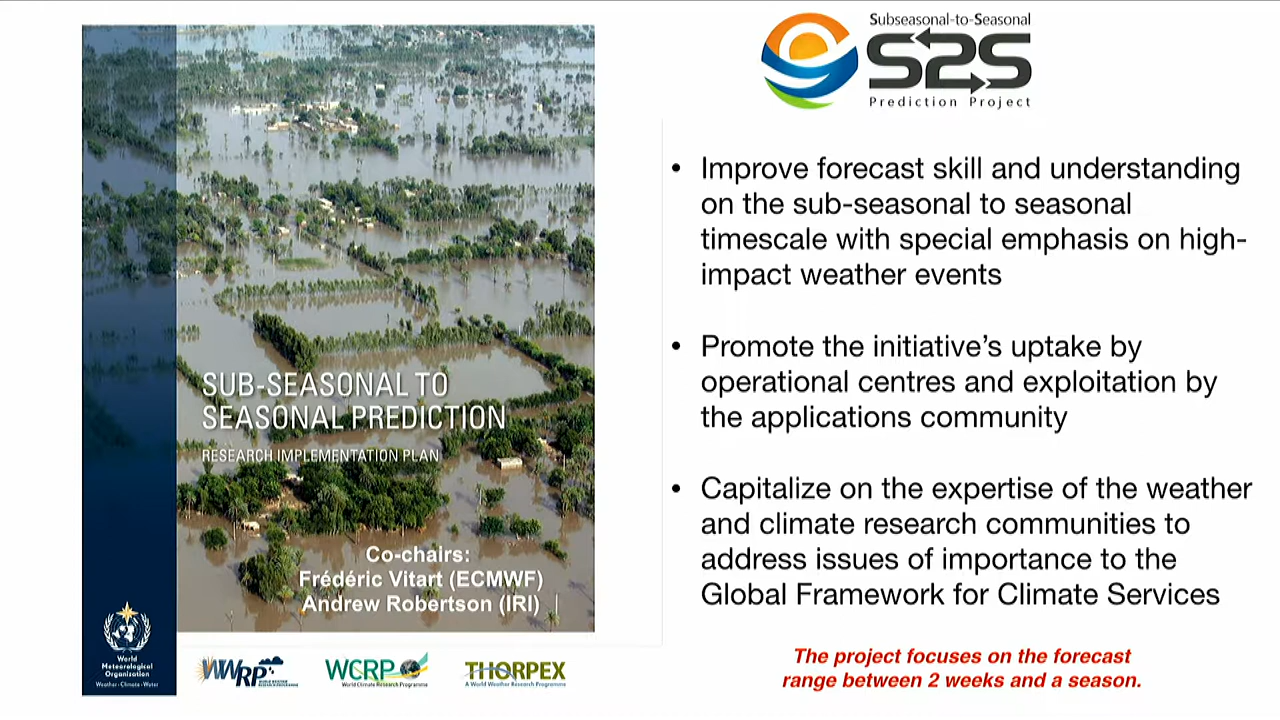 Subseasonal-to-Seasonal
S2S
Prediction Project
• Improve forecast skill and understanding
on the sub-seasonal to seasonal
timescale with special emphasis on high-
impact weather events
• Promote the initiative’s uptake by
operational centres and exploitation by
the applications community
• Capitalize on the expertise of the weather
and climate research communities to
address issues of importance to the
Global Framework for Climate Services
The project focuses on the forecast
range between 2 weeks and a season.
SUB-SEASONAL TO
SEASONAL PREDICTION
RESEARCH IMPLEMENTATION PLAN
Co-chairs:
Frédéric Vitart (ECMWF)
Andrew Robertson (IRI)
World
Meteorological
Organization
Weather • Climate • Water
WWRP
WORLD WEATHER
RESEARCH PROGRAMME
WCRP
World Climate Research Programme
THORPEX
A World Weather Research Programme